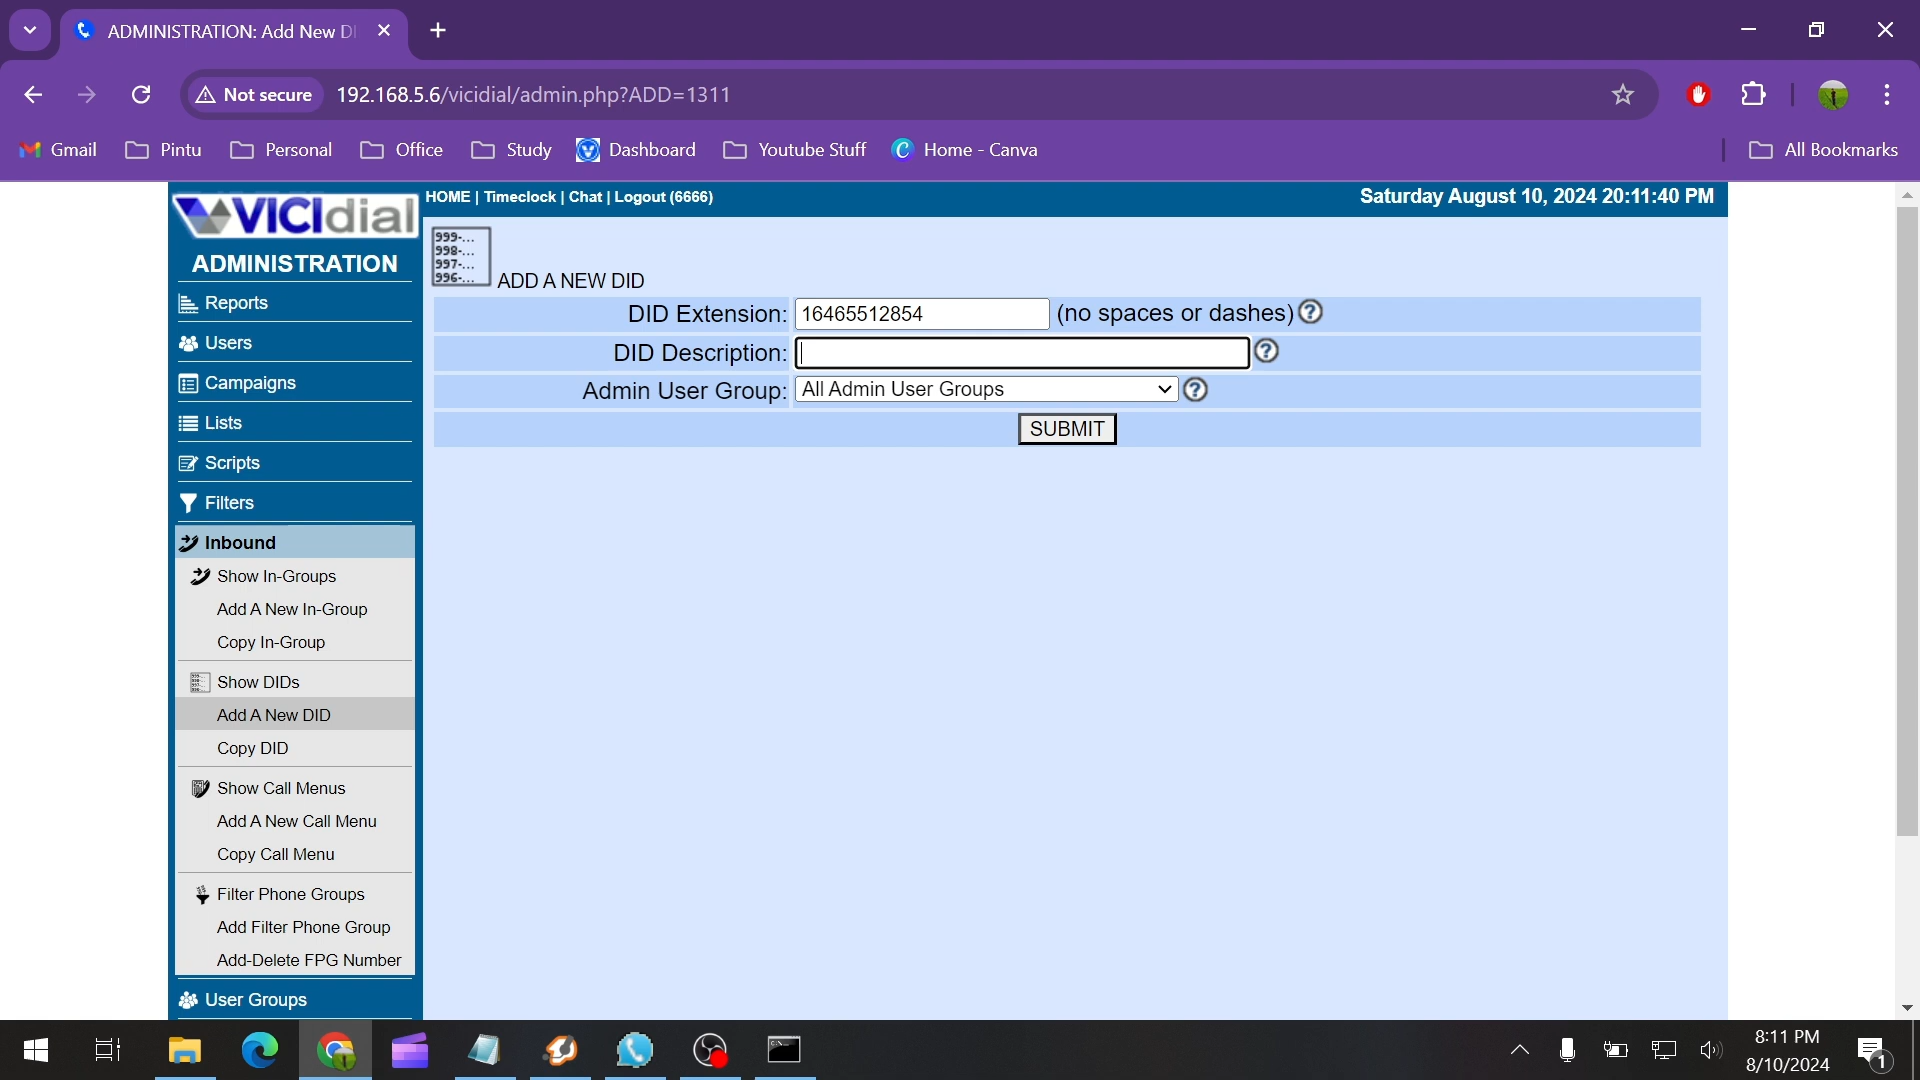 ADMINISTRATION: Add New D
Not secure
192.168.5.6/vicidial/admin.php?ADD=1311
Gmail
Pintu
Personal
Office
Study
Dashboard
Youtube Stuff
Home - Canva
All Bookmarks
VICIdial
HOME | Timeclock | Chat | Logout (6666)
Saturday August 10, 2024 20:11:40 PM
ADMINISTRATION
Reports
Users
Campaigns
Lists
Scripts
Filters
Inbound
Show In-Groups
Add A New In-Group
Copy In-Group
Show DIDs
Add A New DID
Copy DID
Show Call Menus
Add A New Call Menu
Copy Call Menu
Filter Phone Groups
Add Filter Phone Group
Add-Delete FPG Number
User Groups
999-...
998-...
997-...
996-...
ADD A NEW DID
DID Extension: 16465512854 (no spaces or dashes)
DID Description:
Admin User Group: All Admin User Groups
SUBMIT
8:11 PM
8/10/2024
1